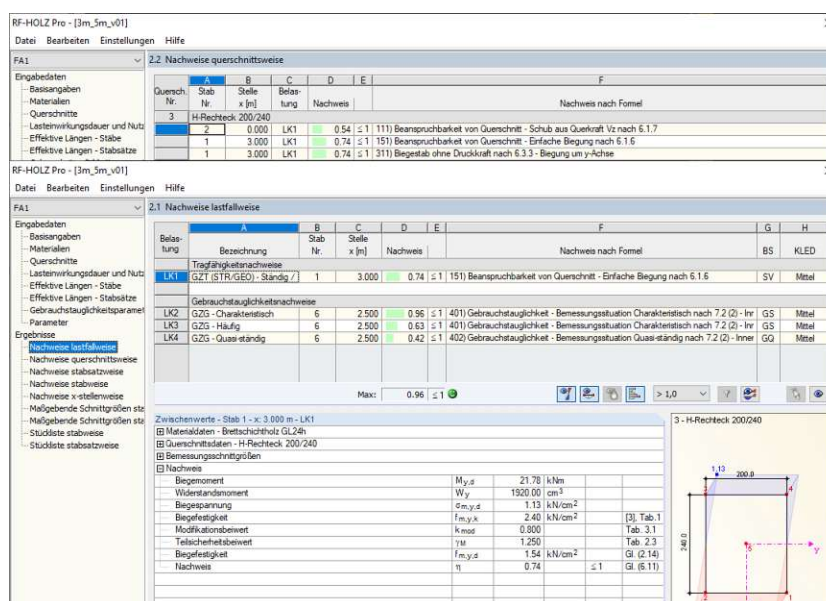 RF-HOLZ Pro - [3m_5m_v01]
Datei Bearbeiten Einstellungen Hilfe
FA1
2.2 Nachweise querschnittsweise
Eingabedaten
Basisangaben
Materialien
Querschnitte
Lasteinwirkungsdauer und Nutz
Effektive Längen - Stäbe
Effektive Längen - Stabsätze
A B C D E F
Quersch. Nr. Stab Nr. Stelle x [m] Belas- tung Nachweis Nachweis nach Formel
3 H-Rechteck 200/240
2 0.000 LK1 0.54 ≤ 1 111) Beanspruchbarkeit von Querschnitt - Schub aus Querkraft Vz nach 6.1.7
1 3.000 LK1 0.74 ≤ 1 151) Beanspruchbarkeit von Querschnitt - Einfache Biegung nach 6.1.6
1 3.000 LK1 0.74 ≤ 1 311) Biegestab ohne Druckkraft nach 6.3.3 - Biegung um y-Achse
RF-HOLZ Pro - [3m_5m_v01]
Datei Bearbeiten Einstellungen Hilfe
FA1
2.1 Nachweise lastfallweise
Eingabedaten
Basisangaben
Materialien
Querschnitte
Lasteinwirkungsdauer und Nutz
Effektive Längen - Stäbe
Effektive Längen - Stabsätze
Gebrauchstauglichkeitsparamet
Parameter
Ergebnisse
Nachweise lastfallweise
Nachweise querschnittsweise
Nachweise stabsatzweise
Nachweise stabweise
Nachweise x-stellenweise
Maßgebende Schnittgrößen sta
Maßgebende Schnittgrößen sta
Stückliste stabweise
Stückliste stabsatzweise
A B C D E F G H
Belas- tung Bezeichnung Stab Nr. Stelle x [m] Nachweis Nachweis nach Formel BS KLED
Tragfähigkeitsnachweise
LK1 GZT (STR/GEO) - Ständig / 1 3.000 0.74 ≤ 1 151) Beanspruchbarkeit von Querschnitt - Einfache Biegung nach 6.1.6 SV Mittel
Gebrauchstauglichkeitsnachweise
LK2 GZG - Charakteristisch 6 2.500 0.96 ≤ 1 401) Gebrauchstauglichkeit - Bemessungssituation Charakteristisch nach 7.2 (2) - Inr GS Mittel
LK3 GZG - Häufig 6 2.500 0.63 ≤ 1 401) Gebrauchstauglichkeit - Bemessungssituation Charakteristisch nach 7.2 (2) - Inr GS Mittel
LK4 GZG - Quasi-ständig 6 2.500 0.42 ≤ 1 402) Gebrauchstauglichkeit - Bemessungssituation Quasi-ständig nach 7.2 (2) - Inner GQ Mittel
Max: 0.96 ≤ 1
> 1,0
Zwischenwerte - Stab 1 - x: 3.000 m - LK1
Materialdaten - Brettschichtholz GL24h
Querschnittsdaten - H-Rechteck 200/240
Bemessungsschnittgrößen
Nachweis
Biegemoment My,d 21.78 kNm
Widerstandsmoment Wy 1920.00 cm³
Biegespannung σm,y,d 1.13 kN/cm²
Biegefestigkeit fm,y,k 2.40 kN/cm² [3], Tab.1
Modifikationsbeiwert kmod 0.800 Tab. 3.1
Teilsicherheitsbeiwert γM 1.250 Tab. 2.3
Biegefestigkeit fm,y,d 1.54 kN/cm² Gl. (2.14)
Nachweis η 0.74 ≤ 1 Gl. (6.11)
3 - H-Rechteck 200/240
1,13
200.0
4
240.0
y